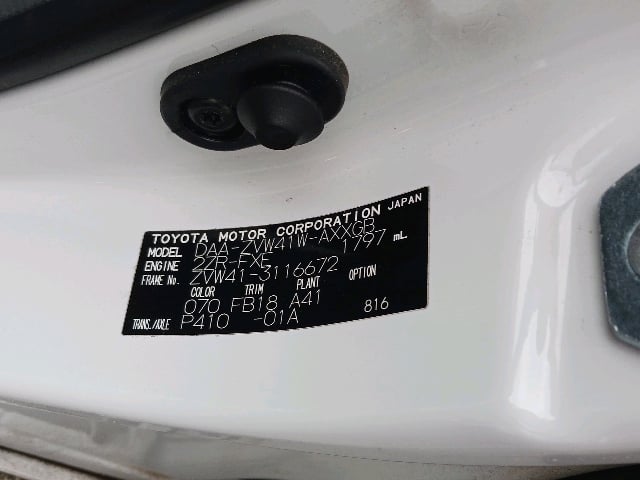 TOYOTA MOTOR CORPORATION JAPAN
MODEL DAA-ZVW41W-AXXGB
ENGINE 2ZR-FXE 1797 mL
FRAME No. ZVW41-3116672
COLOR TRIM PLANT OPTION
070 FB18 A41
TRANS./AXLE P410 -01A 816